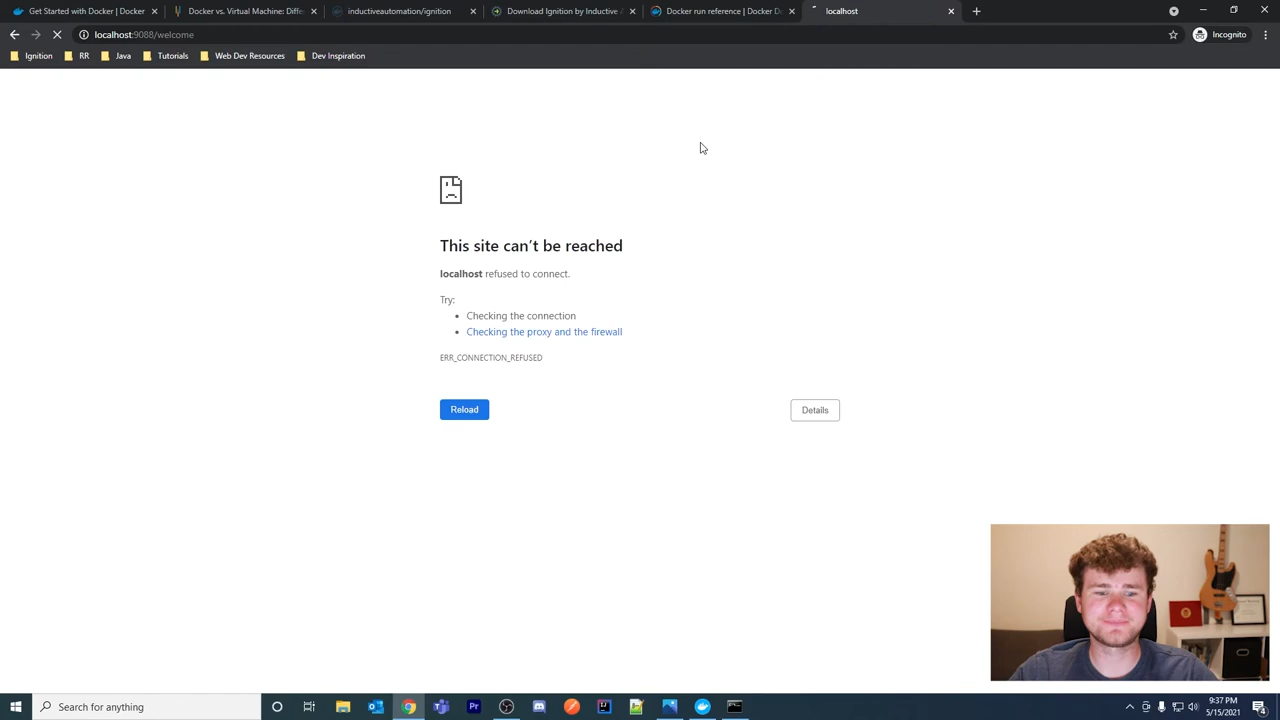 Get Started with Docker | Docker
Docker vs. Virtual Machine: Diffe
inductiveautomation/ignition
Download Ignition by Inductive A
Docker run reference | Docker D
localhost
localhost:9088/welcome
Incognito
Ignition
RR
Java
Tutorials
Web Dev Resources
Dev Inspiration
This site can't be reached
localhost refused to connect.
Try:
• Checking the connection
• Checking the proxy and the firewall
ERR_CONNECTION_REFUSED
Reload
Details
Search for anything
Pr
9:37 PM
5/15/2021
4